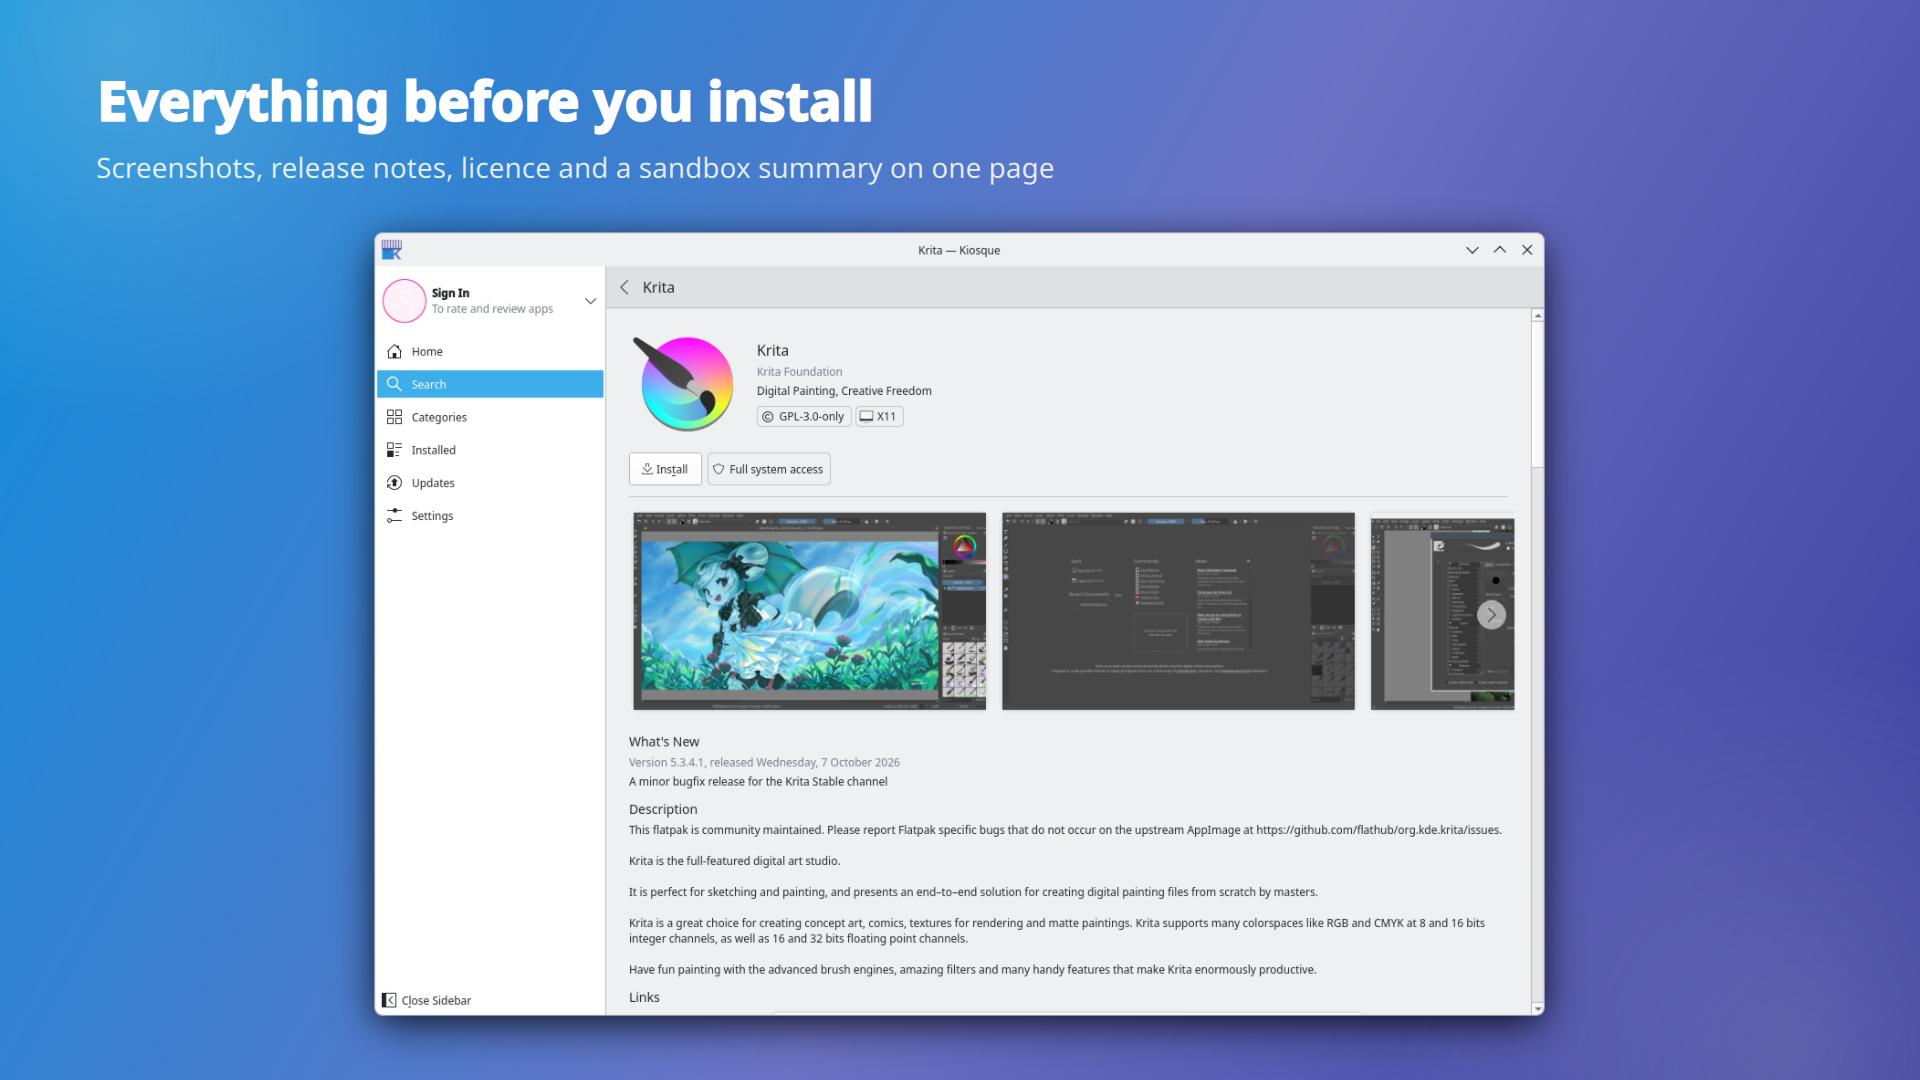 Everything before you install
Screenshots, release notes, licence and a sandbox summary on one page
Krita — Kiosque
Sign In
To rate and review apps
Home
Search
Categories
Installed
Updates
Settings
Close Sidebar
Krita
Krita
Krita Foundation
Digital Painting, Creative Freedom
GPL-3.0-only
X11
Install
Full system access
Start
Community
News
Recent Documents
What's New
Version 5.3.4.1, released Wednesday, 7 October 2026
A minor bugfix release for the Krita Stable channel
Description
This flatpak is community maintained. Please report Flatpak specific bugs that do not occur on the upstream AppImage at https://github.com/flathub/org.kde.krita/issues.
Krita is the full-featured digital art studio.
It is perfect for sketching and painting, and presents an end–to–end solution for creating digital painting files from scratch by masters.
Krita is a great choice for creating concept art, comics, textures for rendering and matte paintings. Krita supports many colorspaces like RGB and CMYK at 8 and 16 bits
integer channels, as well as 16 and 32 bits floating point channels.
Have fun painting with the advanced brush engines, amazing filters and many handy features that make Krita enormously productive.
Links